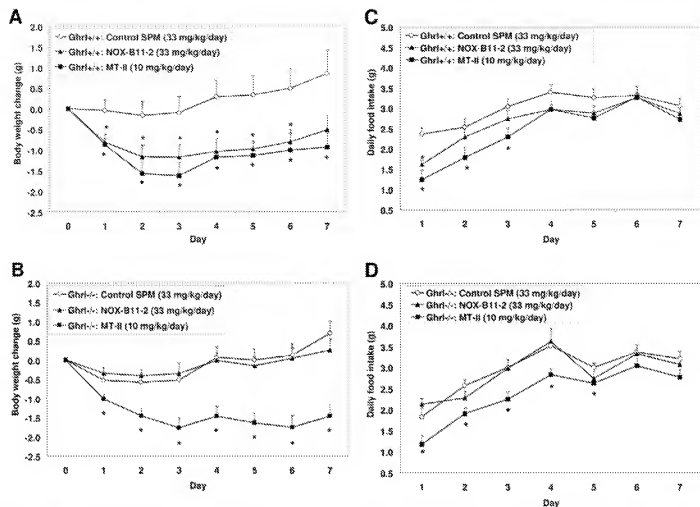 A
Ghrl+/+: Control SPM (33 mg/kg/day)
Ghrl+/+: NOX-B11-2 (33 mg/kg/day)
Ghrl+/+: MT-II (10 mg/kg/day)
Body weight change (g)
2.0
1.5
1.0
0.5
0.0
-0.5
-1.0
-1.5
-2.0
-2.5
0 1 2 3 4 5 6 7
Day
B
Ghrl-/-: Control SPM (33 mg/kg/day)
Ghrl-/-: NOX-B11-2 (33 mg/kg/day)
Ghrl-/-: MT-II (10 mg/kg/day)
Body weight change (g)
2.0
1.5
1.0
0.5
0.0
-0.5
-1.0
-1.5
-2.0
-2.5
0 1 2 3 4 5 6 7
Day
C
Ghrl+/+: Control SPM (33 mg/kg/day)
Ghrl+/+: NOX-B11-2 (33 mg/kg/day)
Ghrl+/+: MT-II (10 mg/kg/day)
Daily food intake (g)
5.0
4.5
4.0
3.5
3.0
2.5
2.0
1.5
1.0
0.5
1 2 3 4 5 6 7
Day
D
Ghrl-/-: Control SPM (33 mg/kg/day)
Ghrl-/-: NOX-B11-2 (33 mg/kg/day)
Ghrl-/-: MT-II (10 mg/kg/day)
Daily food intake (g)
5.0
4.5
4.0
3.5
3.0
2.5
2.0
1.5
1.0
0.5
1 2 3 4 5 6 7
Day